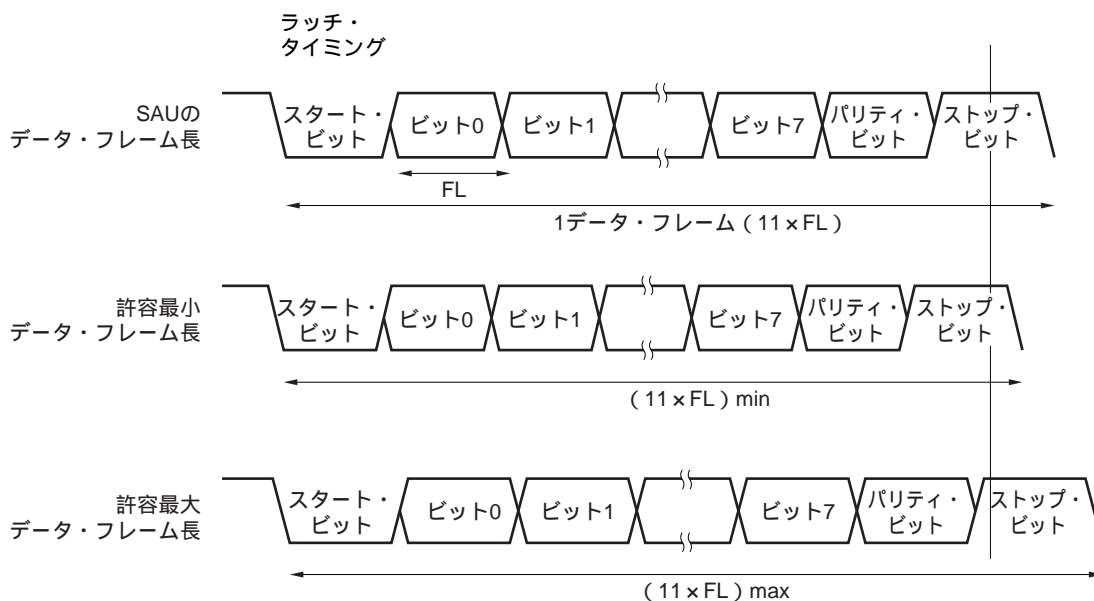 ラッチ・
タイミング
SAUの
データ・フレーム長
スタート・
ビット
ビット0
ビット1
ビット7
パリティ・
ビット
ストップ・
ビット
FL
1データ・フレーム(11×FL)
許容最小
データ・フレーム長
スタート・
ビット
ビット0
ビット1
ビット7
パリティ・
ビット
ストップ・
ビット
(11×FL)min
許容最大
データ・フレーム長
スタート・
ビット
ビット0
ビット1
ビット7
パリティ・
ビット
ストップ・
ビット
(11×FL)max